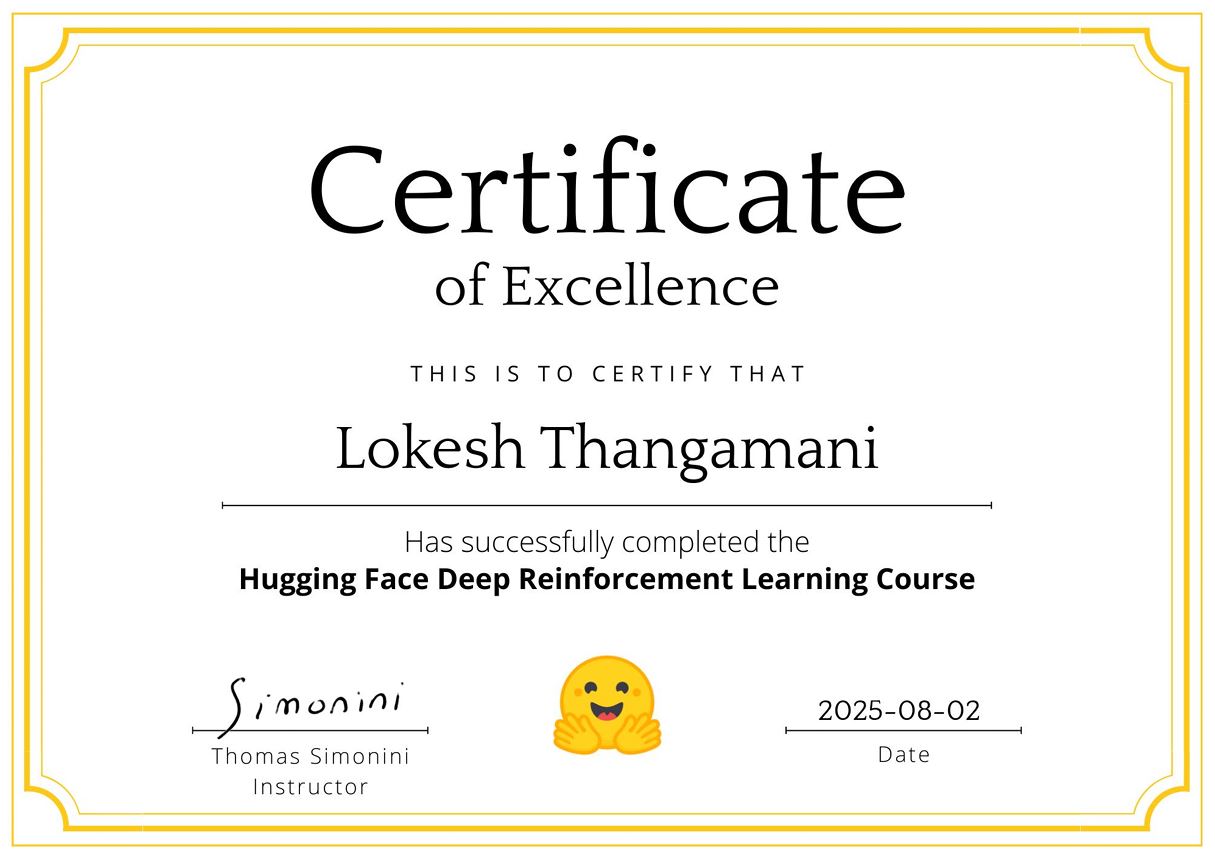 Certificate
of Excellence
THIS IS TO CERTIFY THAT
Lokesh Thangamani
Has successfully completed the
Hugging Face Deep Reinforcement Learning Course
Simonini
Thomas Simonini
Instructor
2025-08-02
Date